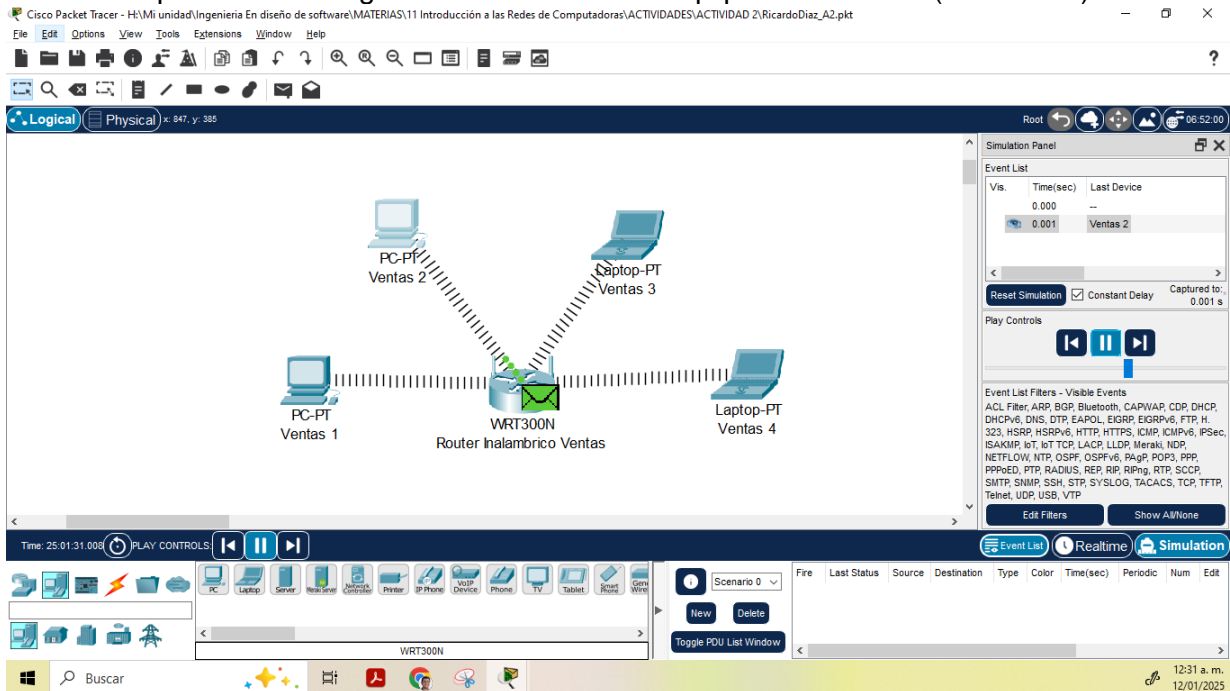 Cisco Packet Tracer - H:\Mi unidad\Ingenieria En diseño de software\MATERIAS\11 Introducción a las Redes de Computadoras\ACTIVIDADES\ACTIVIDAD 2\RicardoDiaz_A2.pkt
File Edit Options View Tools Extensions Window Help
Logical Physical x: 847, y: 385 Root 06:52:00
Simulation Panel
Event List
Vis. Time(sec) Last Device
0.000 --
0.001 Ventas 2
Reset Simulation Constant Delay Captured to:
0.001 s
Play Controls
Event List Filters - Visible Events
ACL Filter, ARP, BGP, Bluetooth, CAPWAP, CDP, DHCP,
DHCPv6, DNS, DTP, EAPOL, EIGRP, EIGRPv6, FTP, H.
323, HSRP, HSRPv6, HTTP, HTTPS, ICMP, ICMPv6, IPSec,
ISAKMP, IoT, IoT TCP, LACP, LLDP, Meraki, NDP,
NETFLOW, NTP, OSPF, OSPFv6, PAgP, POP3, PPP,
PPPoED, PTP, RADIUS, REP, RIP, RIPng, RTP, SCCP,
SMTP, SNMP, SSH, STP, SYSLOG, TACACS, TCP, TFTP,
Telnet, UDP, USB, VTP
Edit Filters Show All/None
PC-PT
Ventas 2
Laptop-PT
Ventas 3
PC-PT
Ventas 1
WRT300N
Router Inalambrico Ventas
Laptop-PT
Ventas 4
Time: 25:01:31.008 PLAY CONTROLS: Event List Realtime Simulation
PC Laptop Server Meraki Server Network Controller Printer IP Phone VoIP Device Phone TV Tablet Smart Phone
WRT300N
Scenario 0
New Delete
Toggle PDU List Window
Fire Last Status Source Destination Type Color Time(sec) Periodic Num Edit
Buscar
12:31 a. m.
12/01/2025